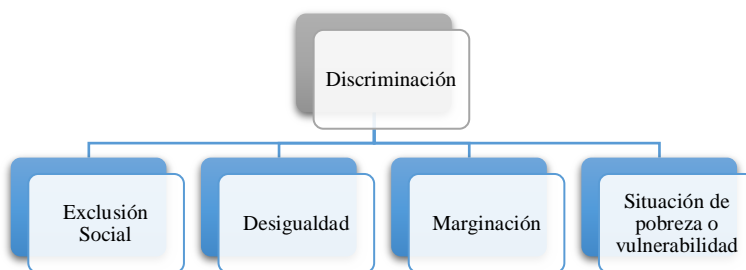 Discriminación
Exclusión
Social
Desigualdad
Marginación
Situación de
pobreza o
vulnerabilidad